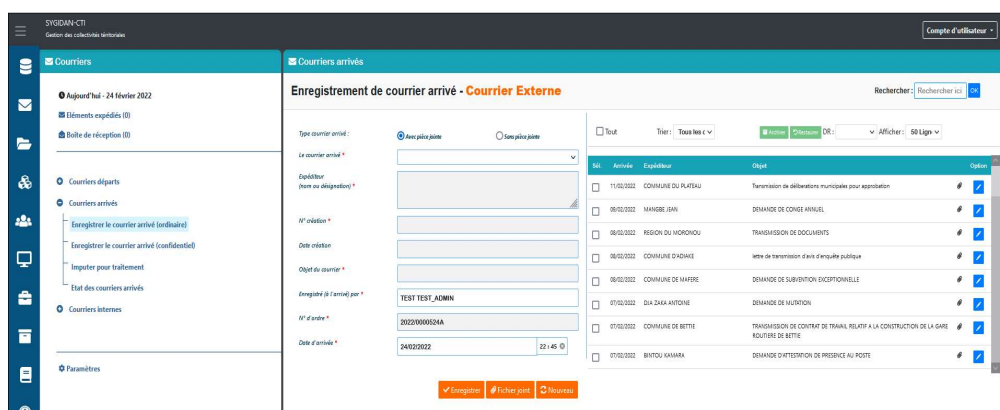 SYGIDAN-CTI
Gestion des collectivités territoriales
Compte d'utilisateur
Courriers
Aujourd'hui - 24 février 2022
Eléments expédiés (0)
Boîte de réception (0)
Courriers départs
Courriers arrivés
Enregistrer le courrier arrivé (ordinaire)
Enregistrer le courrier arrivé (confidentiel)
Imputer pour traitement
Etat des courriers arrivés
Courriers internes
Paramètres
Courriers arrivés
Enregistrement de courrier arrivé - Courrier Externe
Rechercher : Rechercher ici OK
Type courrier arrivé : Avec pièce jointe Sans pièce jointe
Le courrier arrivé *
Expéditeur
(nom ou désignation) *
N° création *
Date création
Objet du courrier *
Enregistré (à l'arrivé) par * TEST TEST_ADMIN
N° d'ordre * 2022/0000524A
Date d'arrivée * 24/02/2022 22 : 45
Enregistrer Fichier joint Nouveau
Tout Trier : Tous les c Archiver Restaurer DR : Afficher : 50 Lign
Sél. Arrivée Expéditeur Objet Option
11/02/2022 COMMUNE DU PLATEAU Transmission de délibérations municipales pour approbation
09/02/2022 MANGBE JEAN DEMANDE DE CONGE ANNUEL
08/02/2022 REGION DU MORONOU TRANSMISSION DE DOCUMENTS
08/02/2022 COMMUNE D'ADIAKE lettre de transmission d'avis d'enquête publique
08/02/2022 COMMUNE DE MAFERE DEMANDE DE SUBVENTION EXCEPTIONNELLE
07/02/2022 DJA ZAKA ANTOINE DEMANDE DE MUTATION
07/02/2022 COMMUNE DE BETTIE TRANSMISSION DE CONTRAT DE TRAVAIL RELATIF A LA CONSTRUCTION DE LA GARE
ROUTIERE DE BETTIE
07/02/2022 BINTOU KAMARA DEMANDE D'ATTESTATION DE PRESENCE AU POSTE